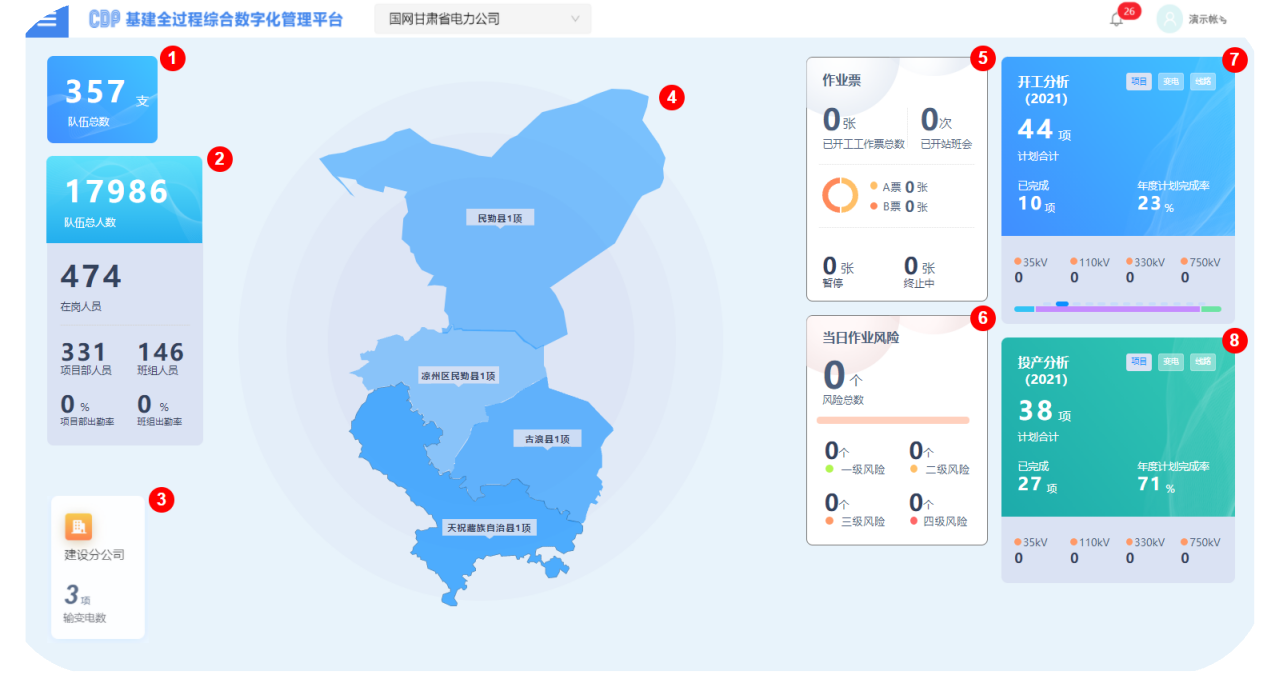 CDP 基建全过程综合数字化管理平台
国网甘肃省电力公司
26
演示帐号
1
357 支
队伍总数
2
17986
队伍总人数
474
在岗人员
331
项目部人员
146
班组人员
0 %
项目部出勤率
0 %
班组出勤率
3
建设分公司
3 项
输变电数
4
民勤县1项
凉州区民勤县1项
古浪县1项
天祝藏族自治县1项
5
作业票
0张
已开工工作票总数
0次
已开站班会
A票 0 张
B票 0 张
0 张
暂停
0 张
终止中
6
当日作业风险
0 个
风险总数
0个
一级风险
0个
二级风险
0个
三级风险
0个
四级风险
7
开工分析
(2021)
项目 变电 线路
44 项
计划合计
已完成
10 项
年度计划完成率
23 %
35kV 110kV 330kV 750kV
0 0 0 0
8
投产分析
(2021)
项目 变电 线路
38 项
计划合计
已完成
27 项
年度计划完成率
71 %
35kV 110kV 330kV 750kV
0 0 0 0